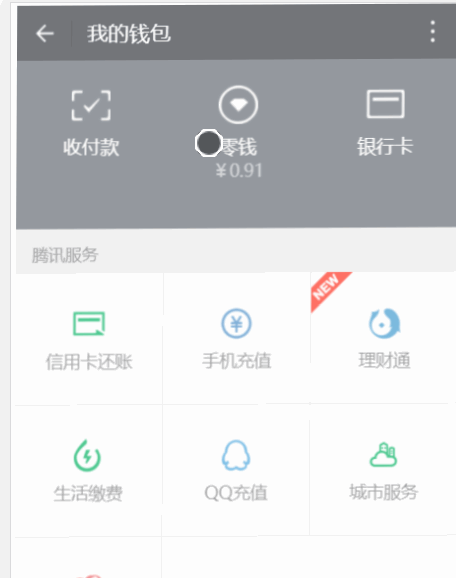 我的钱包
收付款 零钱 银行卡
¥0.91
腾讯服务
NEW
信用卡还账 手机充值 理财通
生活缴费 QQ充值 城市服务